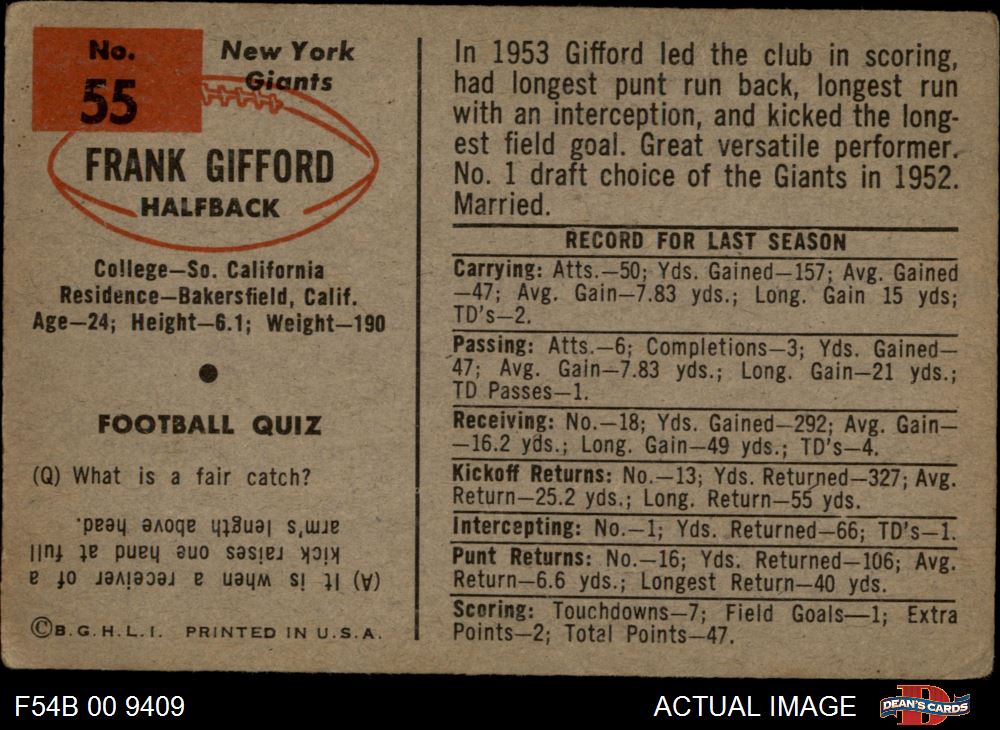 No.
55
New York
Giants
FRANK GIFFORD
HALFBACK
College—So. California
Residence—Bakersfield, Calif.
Age—24; Height—6.1; Weight—190
FOOTBALL QUIZ
(Q) What is a fair catch?
(A) It is when a receiver of a
kick raises one hand at full
arm's length above head.
©B.G.H.L.I. PRINTED IN U.S.A.
In 1953 Gifford led the club in scoring,
had longest punt run back, longest run
with an interception, and kicked the long-
est field goal. Great versatile performer.
No. 1 draft choice of the Giants in 1952.
Married.
RECORD FOR LAST SEASON
Carrying: Atts.—50; Yds. Gained—157; Avg. Gained
—47; Avg. Gain—7.83 yds.; Long. Gain 15 yds;
TD's—2.
Passing: Atts.—6; Completions—3; Yds. Gained—
47; Avg. Gain—7.83 yds.; Long. Gain—21 yds.;
TD Passes—1.
Receiving: No.—18; Yds. Gained—292; Avg. Gain—
—16.2 yds.; Long. Gain—49 yds.; TD's—4.
Kickoff Returns: No.—13; Yds. Returned—327; Avg.
Return—25.2 yds.; Long. Return—55 yds.
Intercepting: No.—1; Yds. Returned—66; TD's—1.
Punt Returns: No.—16; Yds. Returned—106; Avg.
Return—6.6 yds.; Longest Return—40 yds.
Scoring: Touchdowns—7; Field Goals—1; Extra
Points—2; Total Points—47.
F54B 00 9409
ACTUAL IMAGE
D
DEAN'S CARDS